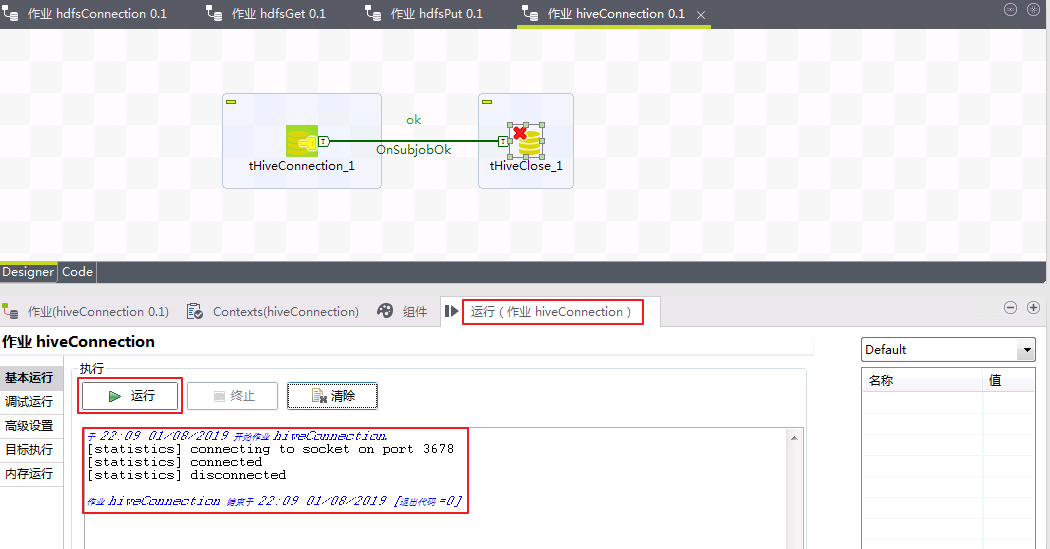 作业 hdfsConnection 0.1 作业 hdfsGet 0.1 作业 hdfsPut 0.1 作业 hiveConnection 0.1
ok
OnSubjobOk
tHiveConnection_1 tHiveClose_1
Designer Code
作业(hiveConnection 0.1) Contexts(hiveConnection) 组件 运行 ( 作业 hiveConnection )
作业 hiveConnection
Default
执行
基本运行
运行 终止 清除
名称 值
调试运行
高级设置
目标执行
内存运行
于 22:09 01/08/2019 开始作业 hiveConnection.
[statistics] connecting to socket on port 3678
[statistics] connected
[statistics] disconnected
作业 hiveConnection 结束于 22:09 01/08/2019 [退出代码 =0]